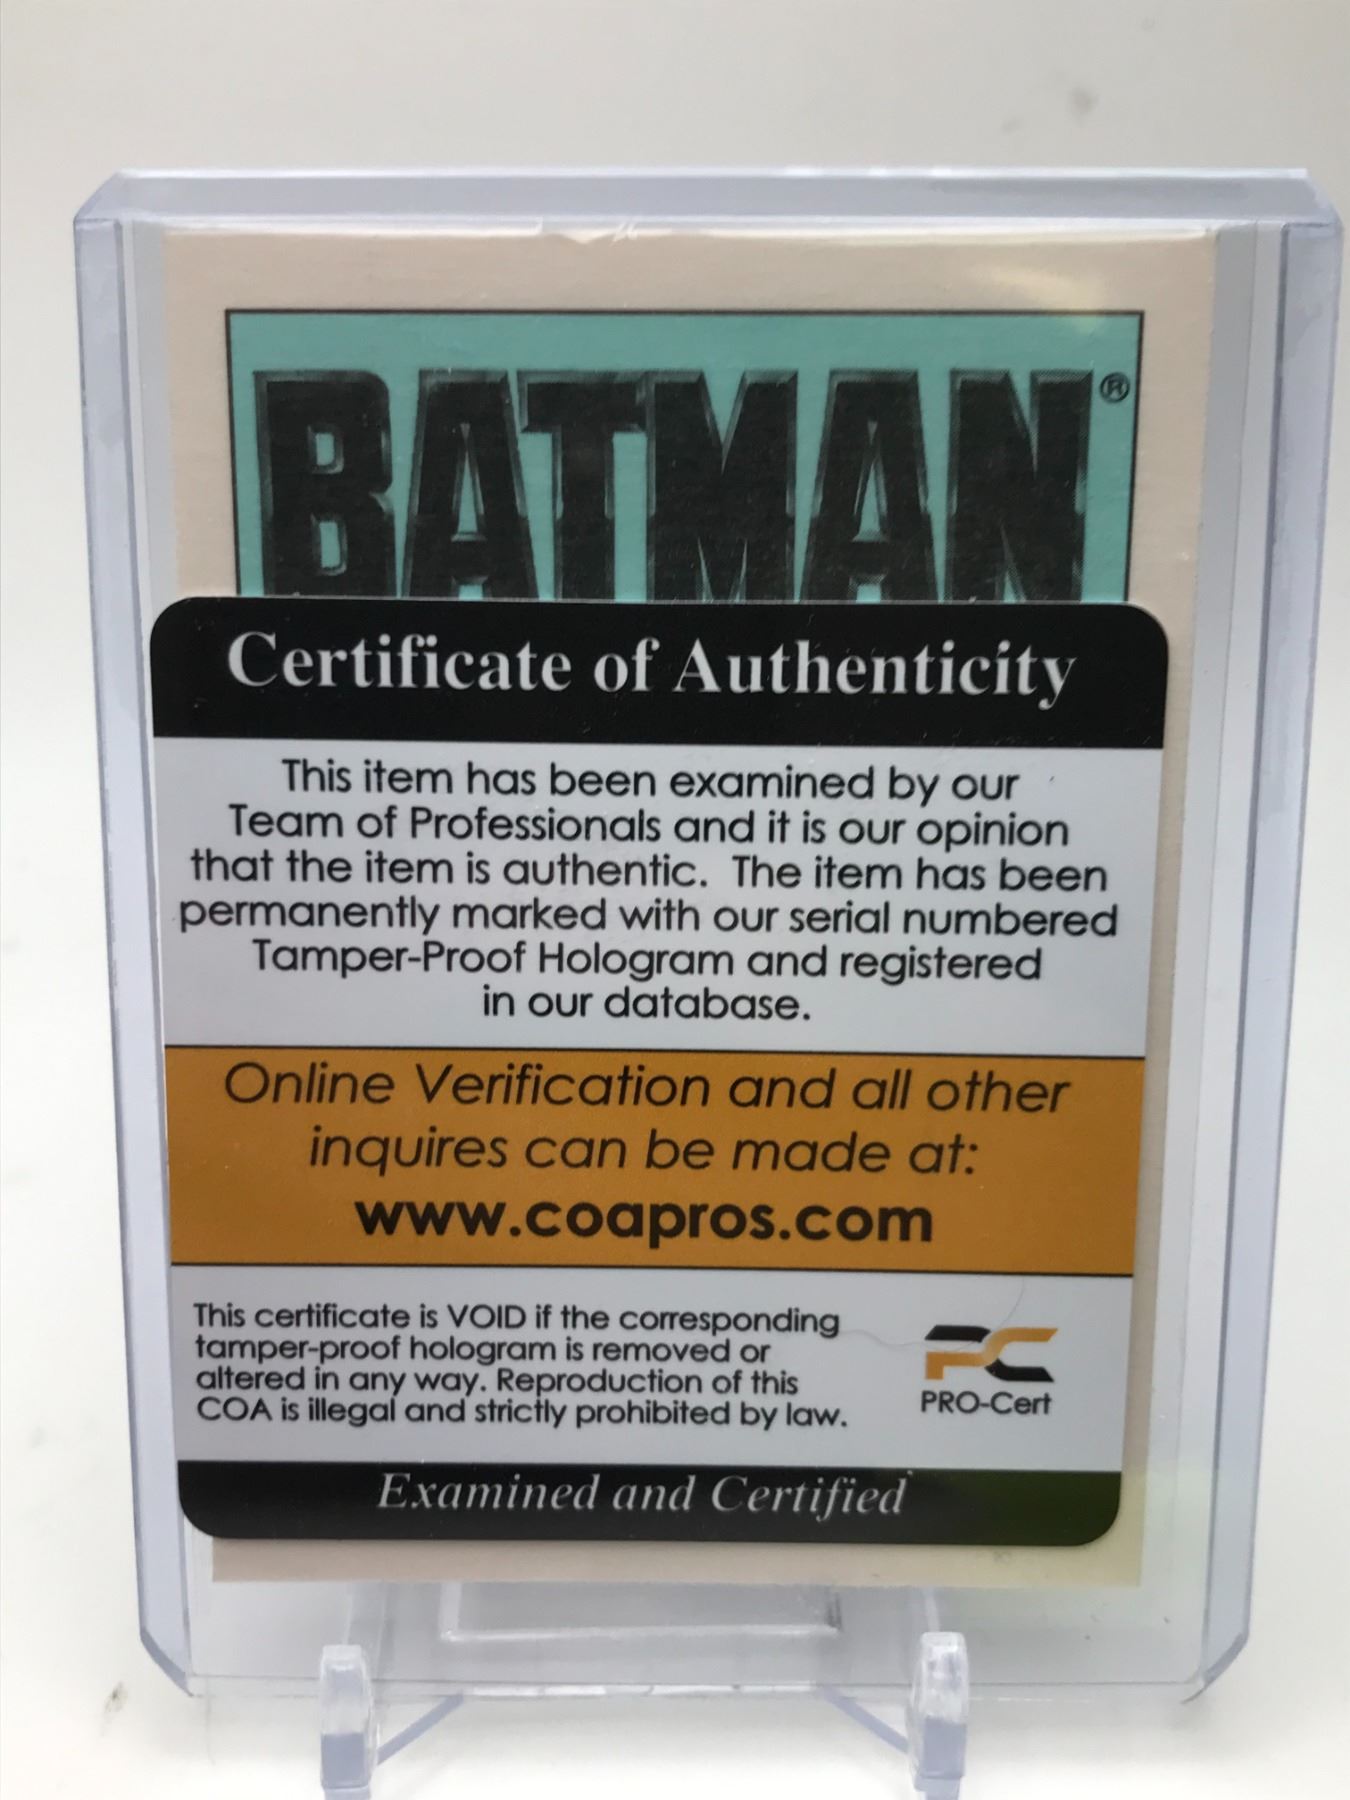 BATMAN®
Certificate of Authenticity
This item has been examined by our
Team of Professionals and it is our opinion
that the item is authentic. The item has been
permanently marked with our serial numbered
Tamper-Proof Hologram and registered
in our database.
Online Verification and all other
inquires can be made at:
www.coapros.com
This certificate is VOID if the corresponding
tamper-proof hologram is removed or
altered in any way. Reproduction of this
COA is illegal and strictly prohibited by law.
PC
PRO-Cert
Examined and Certified